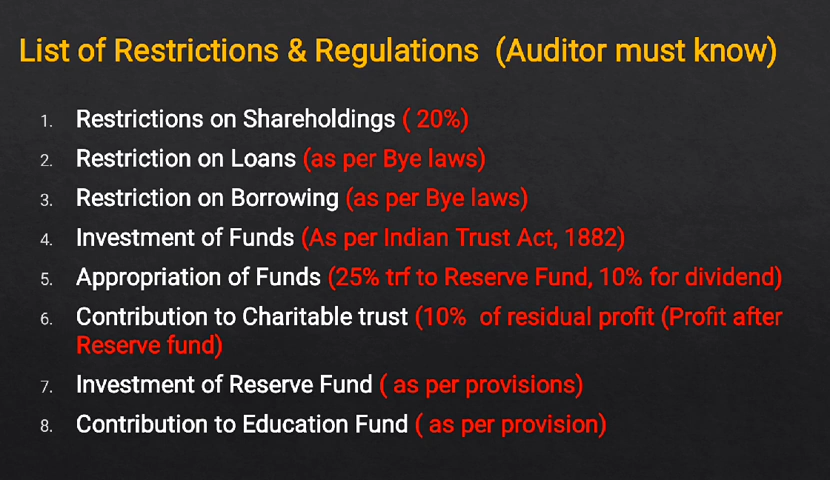 List of Restrictions & Regulations (Auditor must know)
1. Restrictions on Shareholdings ( 20%)
2. Restriction on Loans (as per Bye laws)
3. Restriction on Borrowing (as per Bye laws)
4. Investment of Funds (As per Indian Trust Act, 1882)
5. Appropriation of Funds (25% trf to Reserve Fund, 10% for dividend)
6. Contribution to Charitable trust (10% of residual profit (Profit after
Reserve fund)
7. Investment of Reserve Fund ( as per provisions)
8. Contribution to Education Fund ( as per provision)